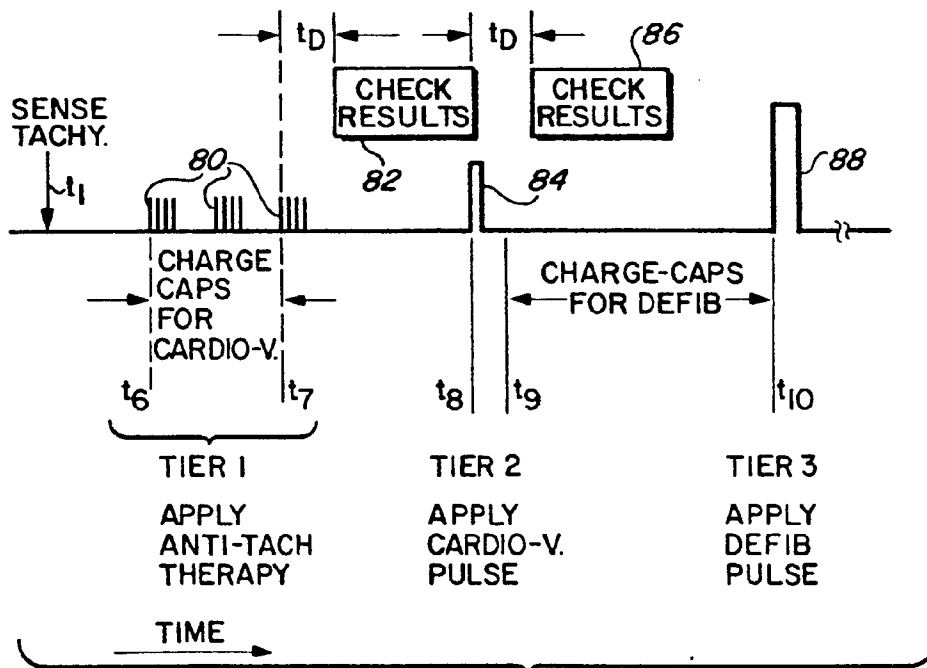 tD
tD
86
CHECK
RESULTS
CHECK
RESULTS
SENSE
TACHY.
t1
80
82
84
88
CHARGE
CAPS
FOR
CARDIO-V.
CHARGE-CAPS
FOR DEFIB
t6
t7
t8
t9
t10
TIER 1
APPLY
ANTI-TACH
THERAPY
TIER 2
APPLY
CARDIO-V.
PULSE
TIER 3
APPLY
DEFIB
PULSE
TIME